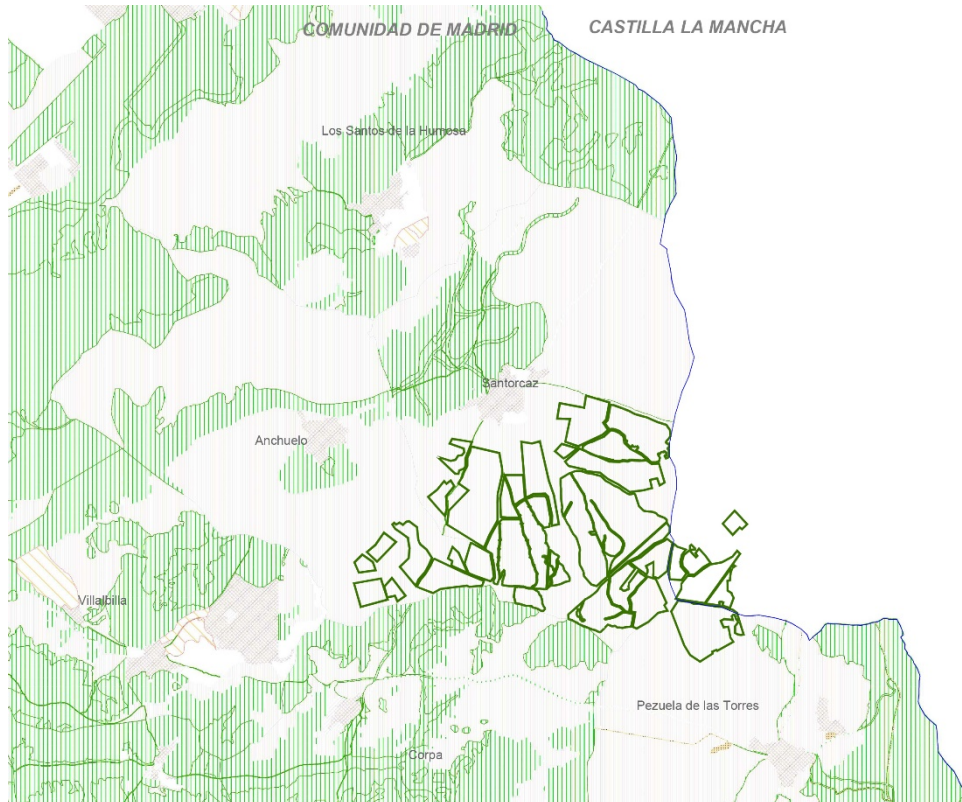 COMUNIDAD DE MADRID
CASTILLA LA MANCHA
Los Santos de la Humosa
Santorcaz
Anchuelo
Villalbilla
Pezuela de las Torres
Corpa